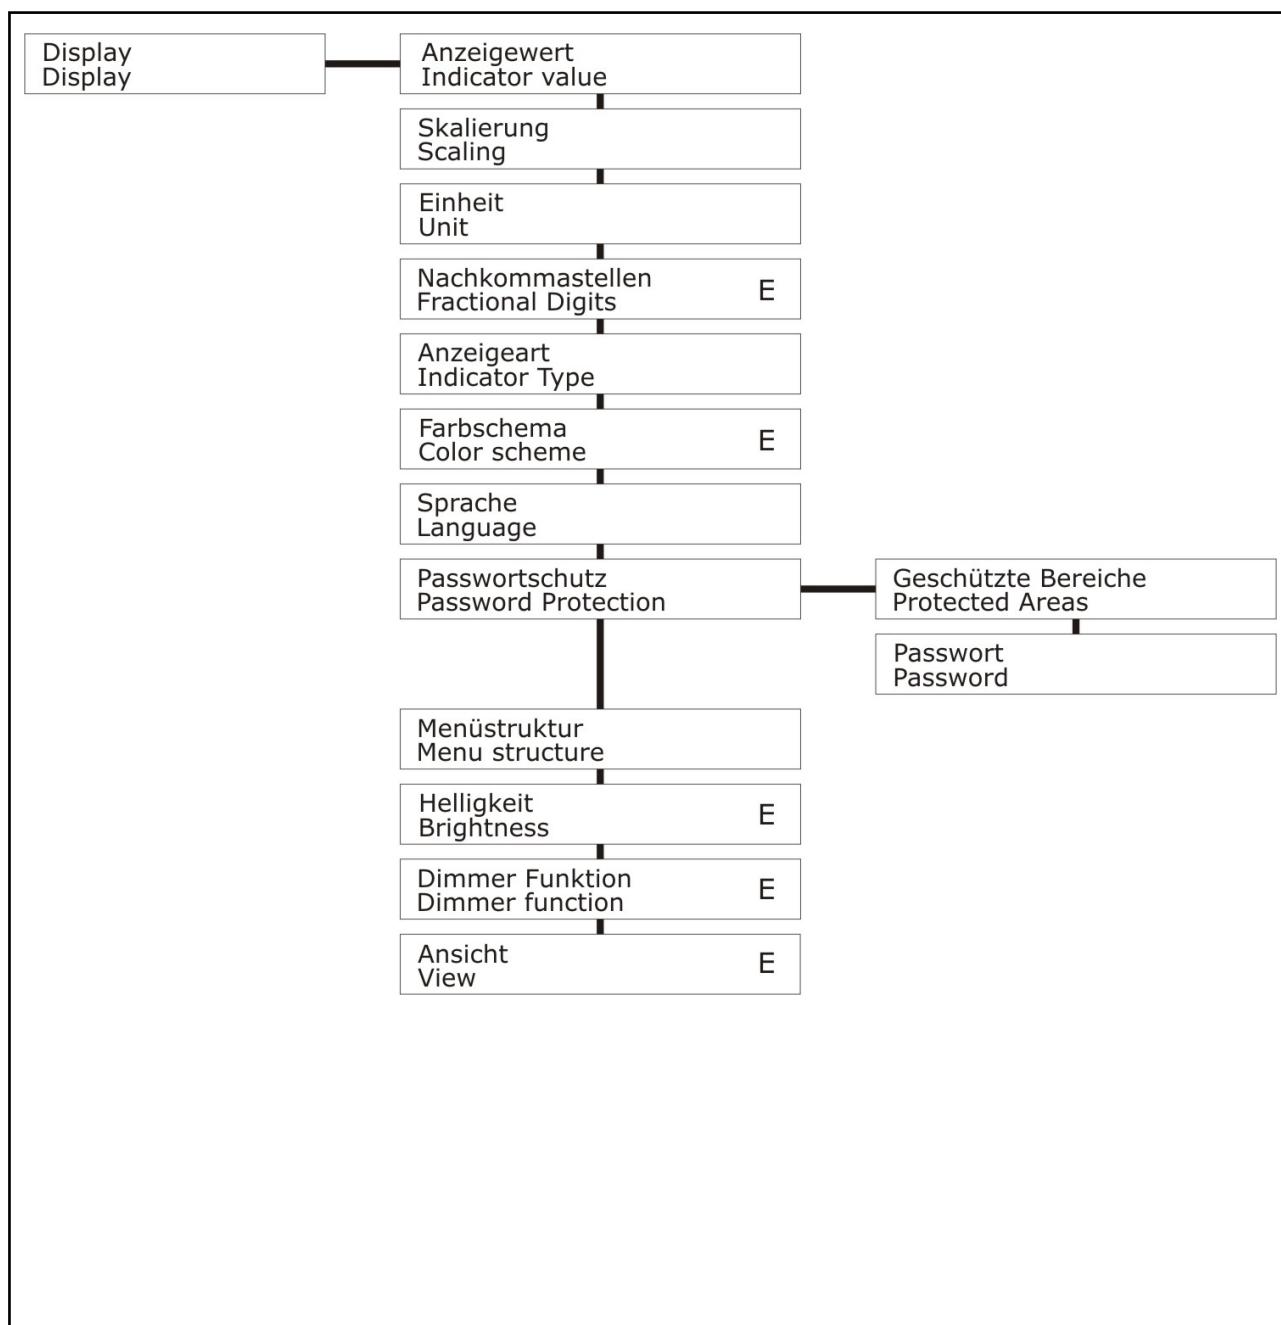 Display
Display
Anzeigewert
Indicator value
Skalierung
Scaling
Einheit
Unit
Nachkommastellen
Fractional Digits
E
Anzeigeart
Indicator Type
Farbschema
Color scheme
E
Sprache
Language
Passwortschutz
Password Protection
Geschützte Bereiche
Protected Areas
Passwort
Password
Menüstruktur
Menu structure
Helligkeit
Brightness
E
Dimmer Funktion
Dimmer function
E
Ansicht
View
E